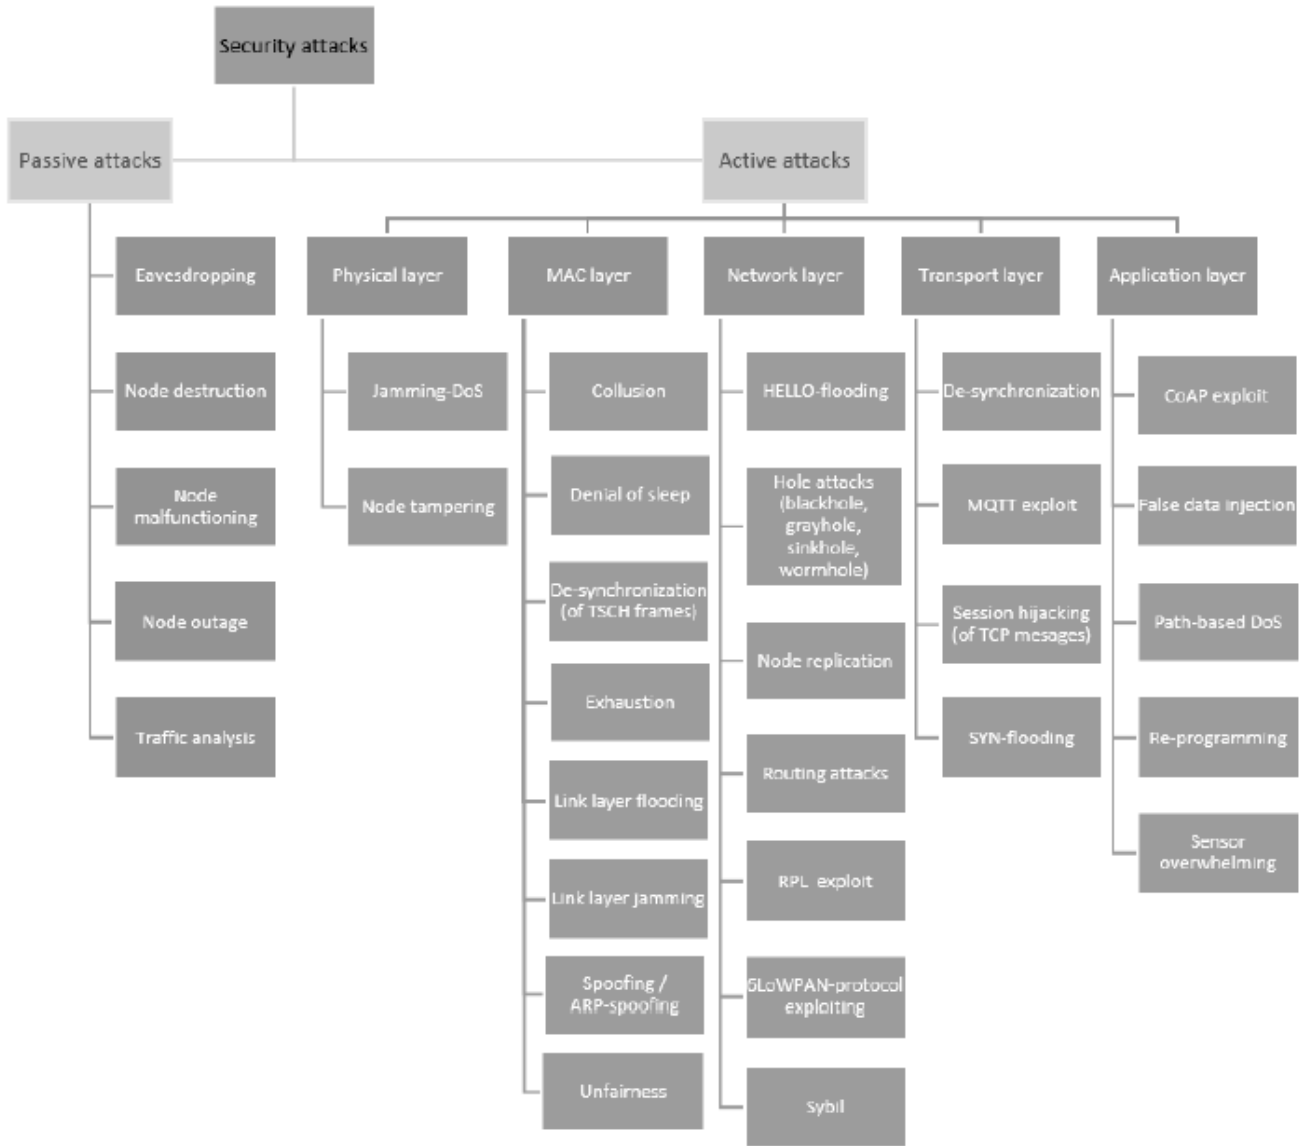 Security attacks
Passive attacks
Active attacks
Eavesdropping
Node destruction
Node
malfunctioning
Node outage
Traffic analysis
Physical layer
Jamming-DoS
Node tampering
MAC layer
Collusion
Denial of sleep
De-synchronization
(of TSCH frames)
Exhaustion
Link layer flooding
Link layer jamming
Spoofing /
ARP-spoofing
Unfairness
Network layer
HELLO-flooding
Hole attacks
(blackhole,
grayhole,
sinkhole,
wormhole)
Node replication
Routing attacks
RPL exploit
6LoWPAN-protocol
exploiting
Sybil
Transport layer
De-synchronization
MQTT exploit
Session hijacking
(of TCP mesages)
SYN-flooding
Application layer
CoAP exploit
False data injection
Path-based DoS
Re-programming
Sensor
overwhelming